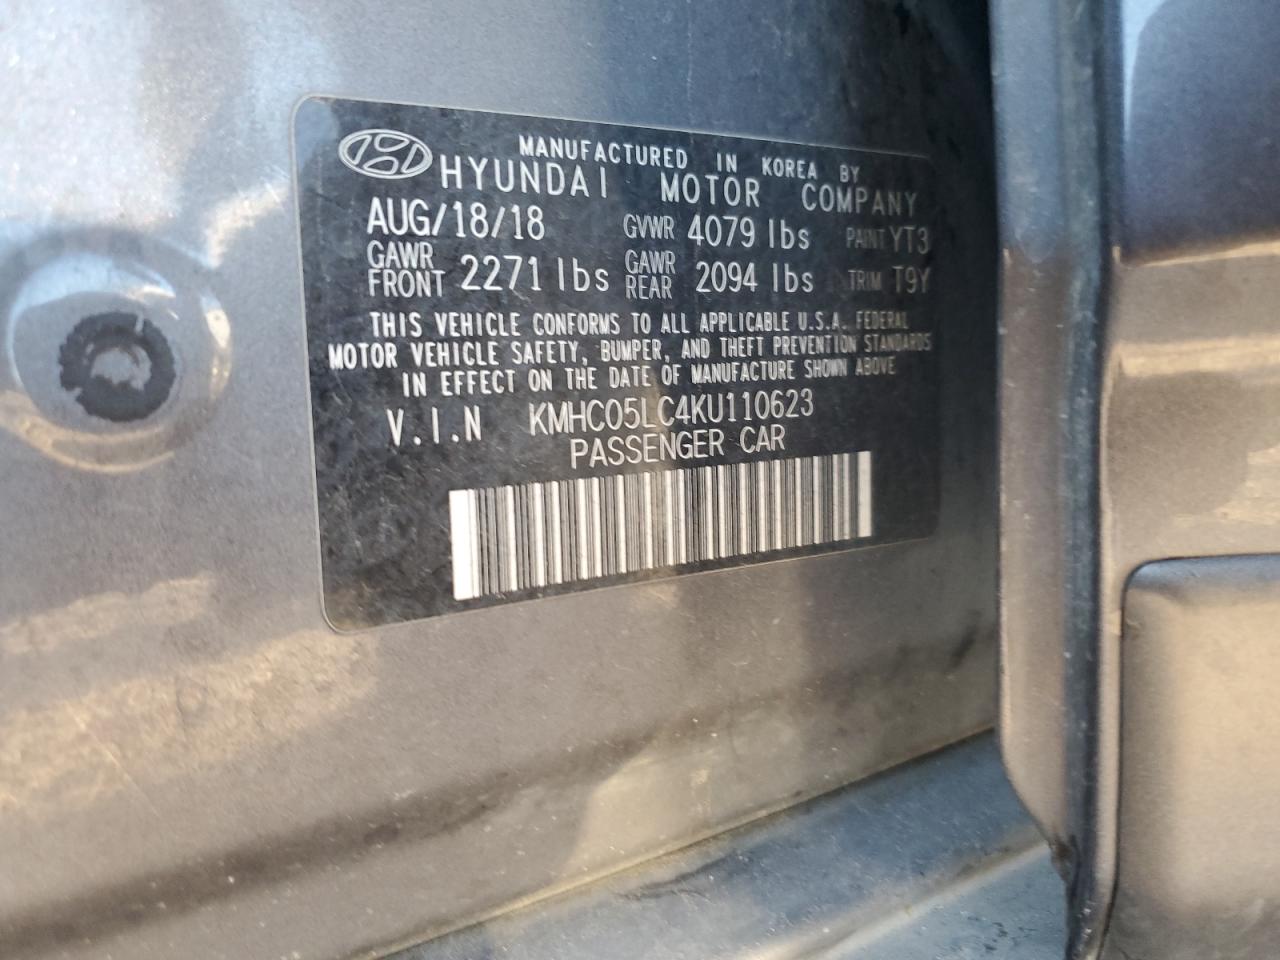 MANUFACTURED IN KOREA BY
HYUNDAI MOTOR COMPANY
AUG/18/18 GVWR 4079 lbs PAINT YT3
GAWR FRONT 2271 lbs GAWR REAR 2094 lbs TRIM T9Y
THIS VEHICLE CONFORMS TO ALL APPLICABLE U.S.A. FEDERAL
MOTOR VEHICLE SAFETY, BUMPER, AND THEFT PREVENTION STANDARDS
IN EFFECT ON THE DATE OF MANUFACTURE SHOWN ABOVE
V.I.N KMHC05LC4KU110623
PASSENGER CAR